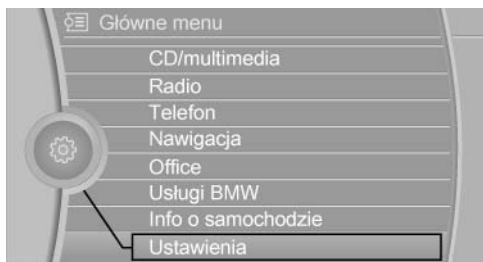 Główne menu
CD/multimedia
Radio
Telefon
Nawigacja
Office
Usługi BMW
Info o samochodzie
Ustawienia